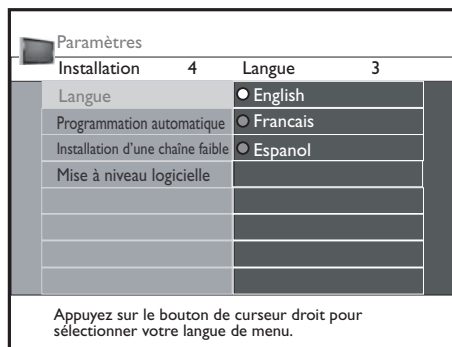 Paramètres
Installation 4 Langue 3
Langue English
Programmation automatique Francais
Installation d'une chaîne faible Espanol
Mise à niveau logicielle
Appuyez sur le bouton de curseur droit pour
sélectionner votre langue de menu.